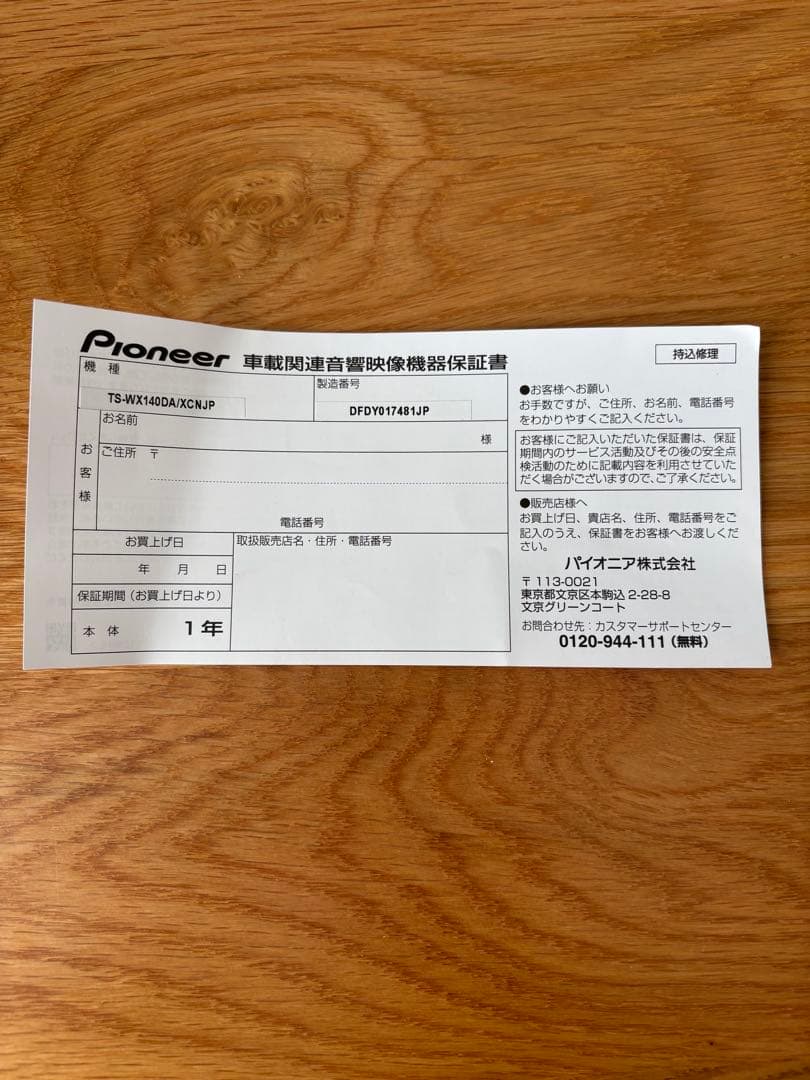 Pioneer 車載関連音響映像機器保証書
持込修理
機種
TS-WX140DA/XCNJP
製造番号
DFDY017481JP
お客様
お名前
様
ご住所 〒
電話番号
お買上げ日
年 月 日
保証期間(お買上げ日より)
本体 1年
取扱販売店名・住所・電話番号
●お客様へお願い
お手数ですが、ご住所、お名前、電話番号
をわかりやすくご記入ください。
お客様にご記入いただいた保証書は、保証
期間内のサービス活動及びその後の安全点
検活動のために記載内容を利用させていた
だく場合がございますので、ご了承ください。
●販売店様へ
お買上げ日、貴店名、住所、電話番号をご
記入のうえ、保証書をお客様へお渡しくだ
さい。
パイオニア株式会社
〒113-0021
東京都文京区本駒込 2-28-8
文京グリーンコート
お問合わせ先:カスタマーサポートセンター
0120-944-111(無料)